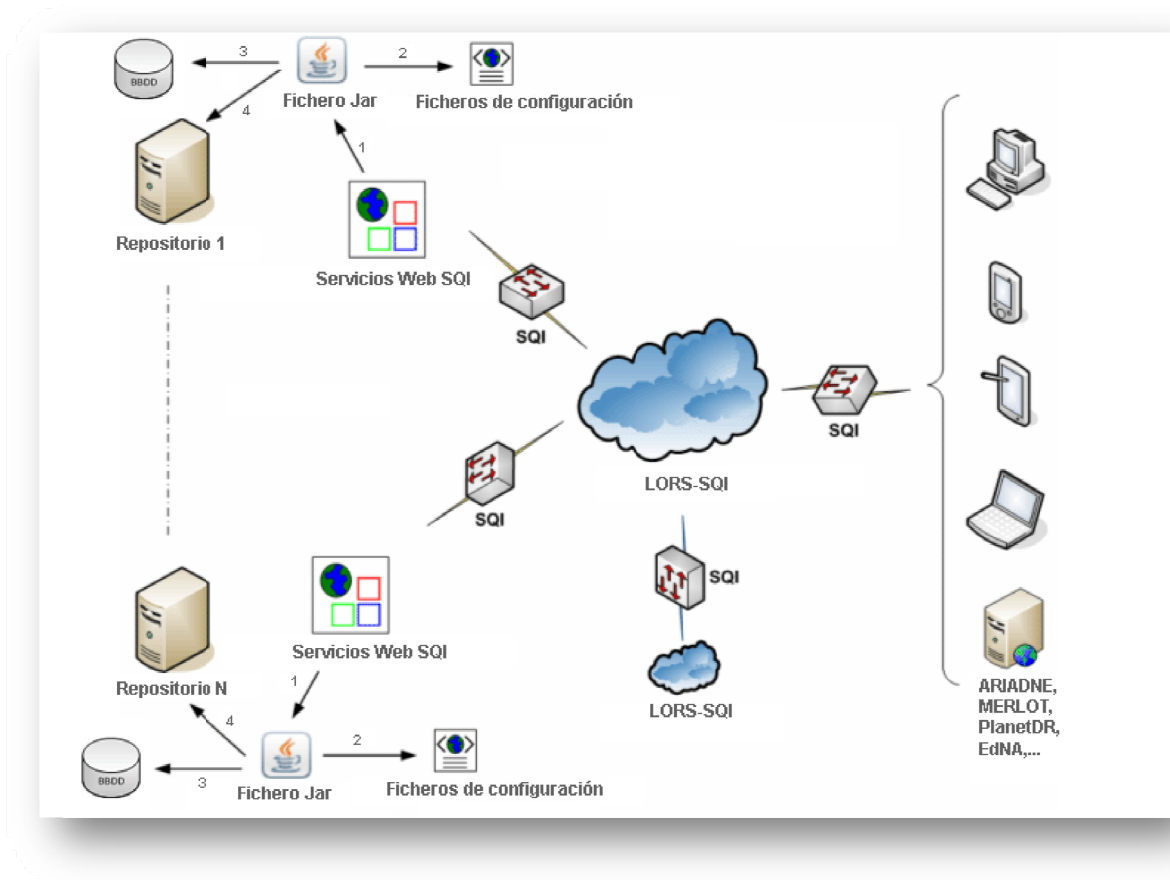 3
2
BBDD
Fichero Jar
Ficheros de configuración
4
1
Repositorio 1
Servicios Web SQI
SQI
SQI
LORS-SQI
SQI
SQI
Servicios Web SQI
Repositorio N
1
LORS-SQI
ARIADNE,
MERLOT,
PlanetDR,
EdNA,...
4
2
BBDD
3
Fichero Jar
Ficheros de configuración